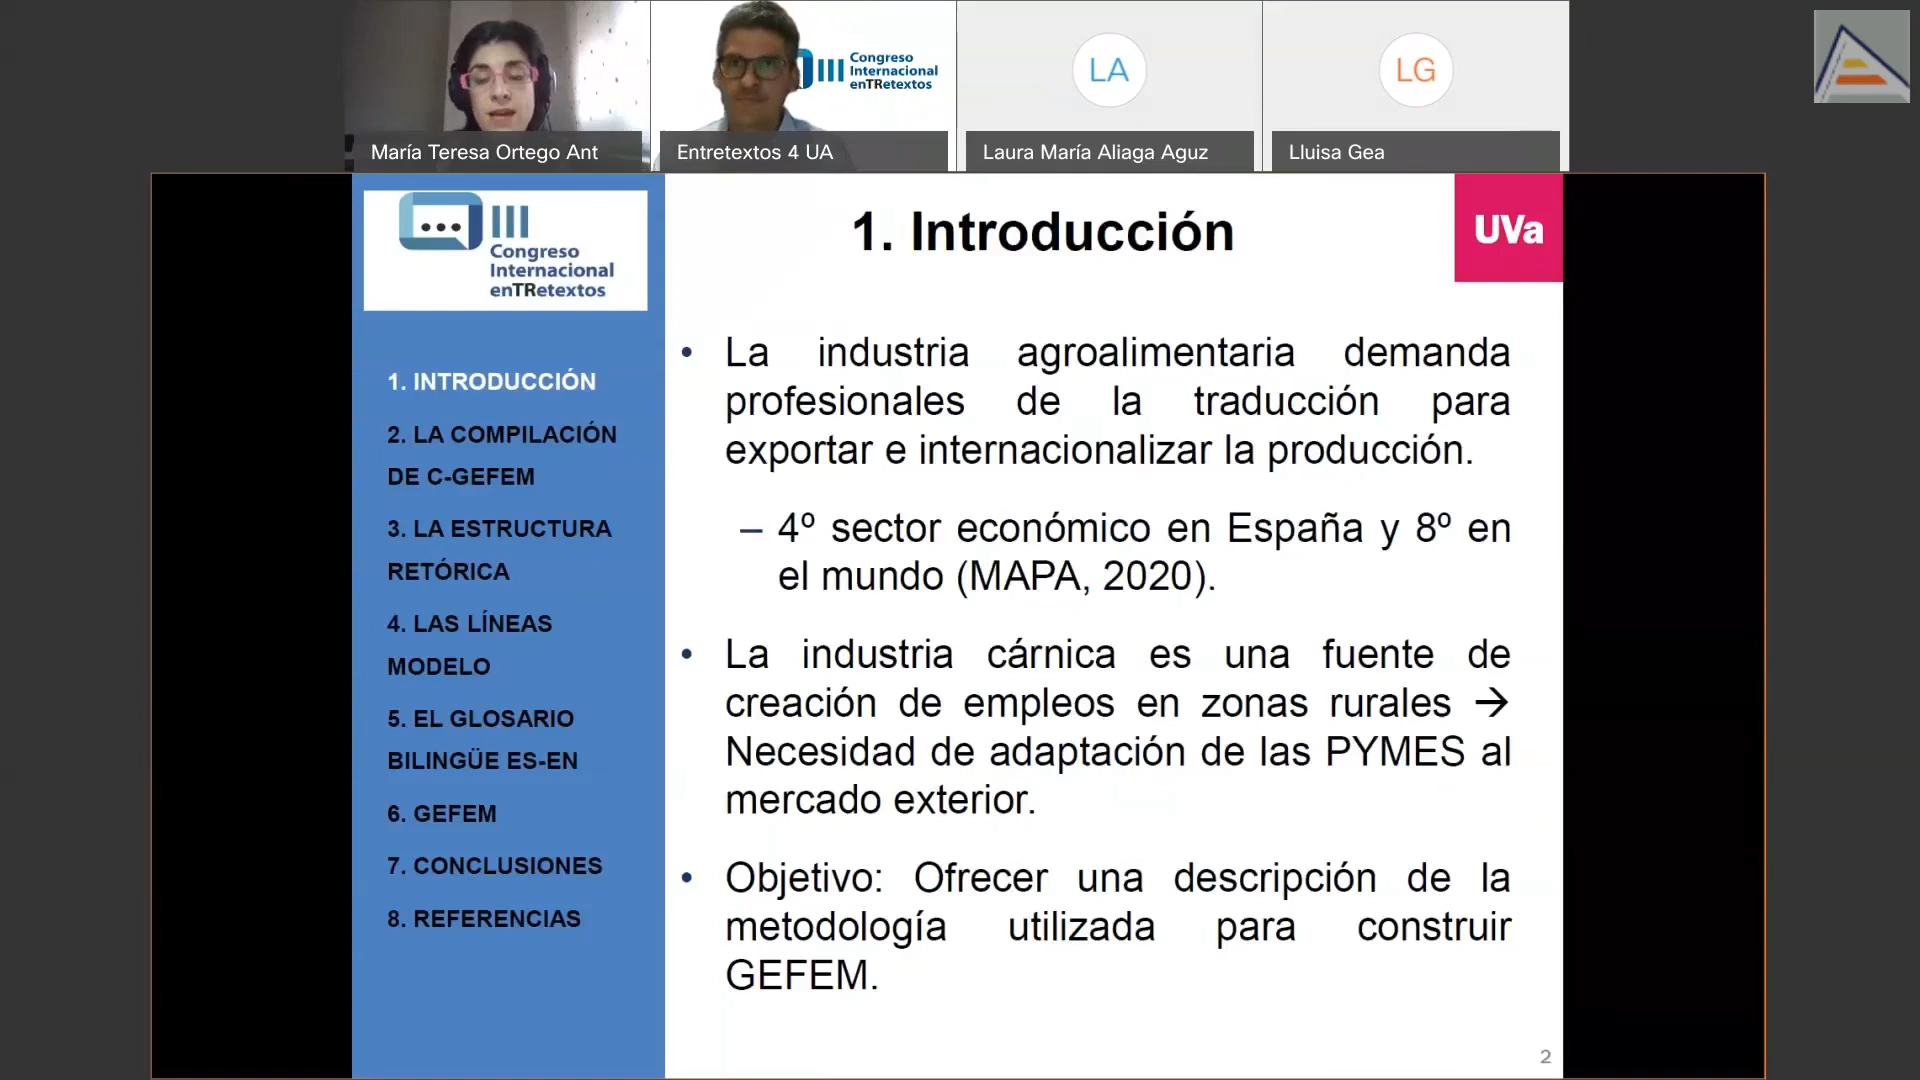 III
Congreso
Internacional
enTRetextos
LA
LG
María Teresa Ortego Ant
Entretextos 4 UA
Laura María Aliaga Aguz
Lluisa Gea
III
Congreso
Internacional
enTRetextos
1. INTRODUCCIÓN
2. LA COMPILACIÓN
DE C-GEFEM
3. LA ESTRUCTURA
RETÓRICA
4. LAS LÍNEAS
MODELO
5. EL GLOSARIO
BILINGÜE ES-EN
6. GEFEM
7. CONCLUSIONES
8. REFERENCIAS
1. Introducción
UVa
• La industria agroalimentaria demanda
profesionales de la traducción para
exportar e internacionalizar la producción.
– 4º sector económico en España y 8º en
el mundo (MAPA, 2020).
• La industria cárnica es una fuente de
creación de empleos en zonas rurales →
Necesidad de adaptación de las PYMES al
mercado exterior.
• Objetivo: Ofrecer una descripción de la
metodología utilizada para construir
GEFEM.
2